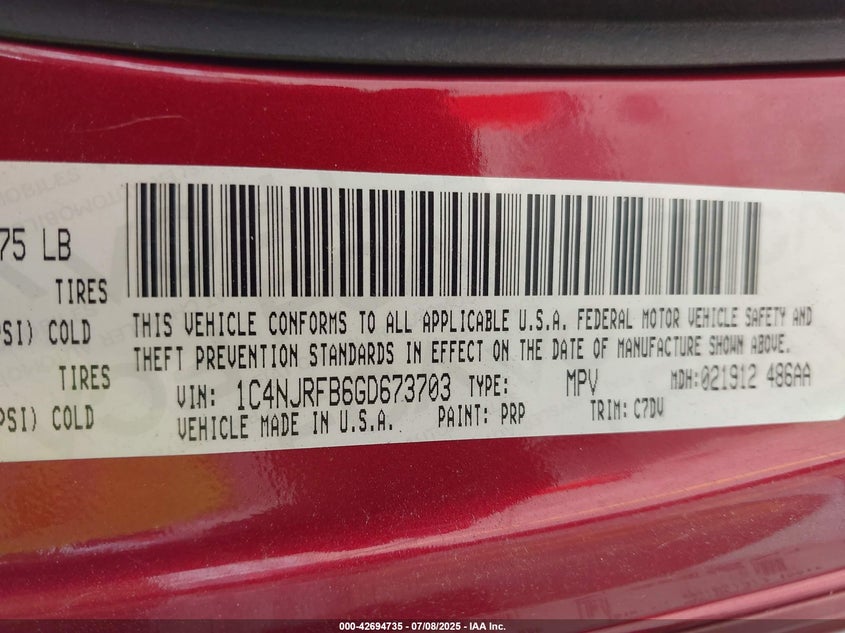 75 LB
TIRES
PSI) COLD
TIRES
PSI) COLD
THIS VEHICLE CONFORMS TO ALL APPLICABLE U.S.A. FEDERAL MOTOR VEHICLE SAFETY AND
THEFT PREVENTION STANDARDS IN EFFECT ON THE DATE OF MANUFACTURE SHOWN ABOVE.
VIN: 1C4NJRFB6GD673703 TYPE: MPV MDH:021912 486AA
VEHICLE MADE IN U.S.A. PAINT: PRP TRIM: C7DV
000-42694735 - 07/08/2025 - IAA Inc.